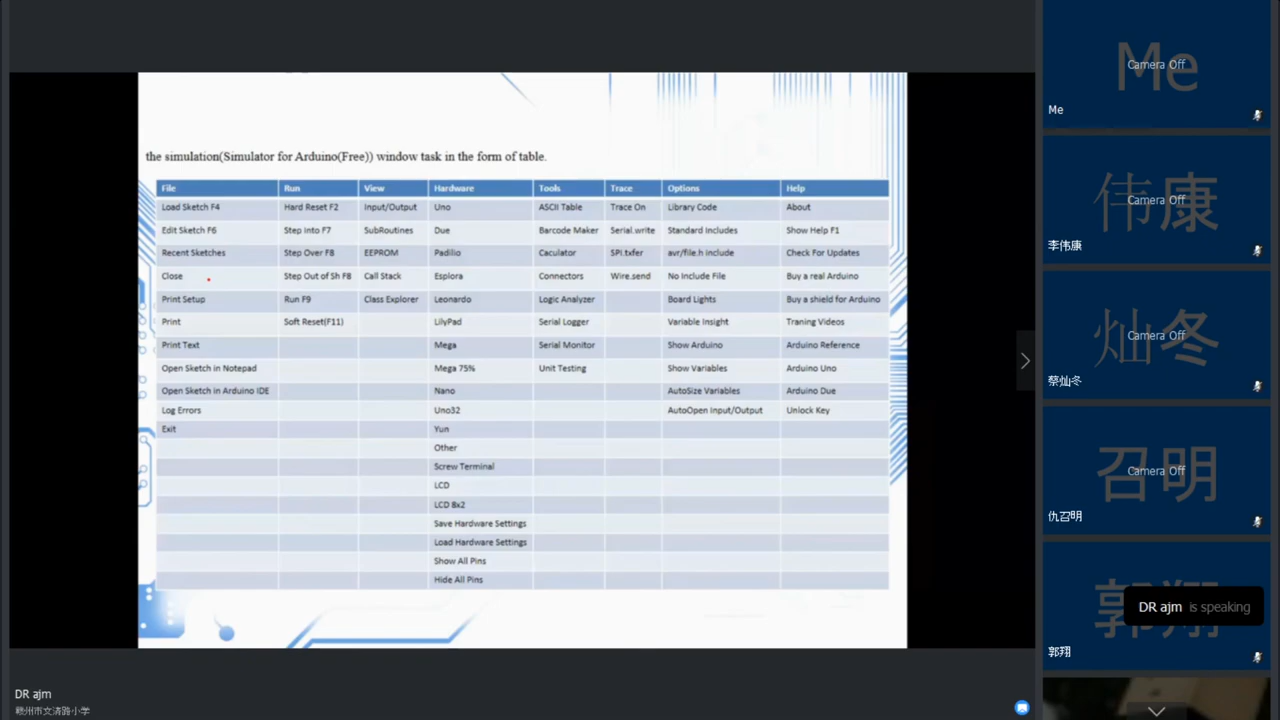 the simulation(Simulator for Arduino(Free)) window task in the form of table.
File Run View Hardware Tools Trace Options Help
Load Sketch F4 Hard Reset F2 Input/Output Uno ASCII Table Trace On Library Code About
Edit Sketch F6 Step Into F7 SubRoutines Due Barcode Maker Serial.write Standard Includes Show Help F1
Recent Sketches Step Over F8 EEPROM Padilio Caculator SPI.txfer avr/file.h include Check For Updates
Close Step Out of Sh F8 Call Stack Esplora Connectors Wire.send No Include File Buy a real Arduino
Print Setup Run F9 Class Explorer Leonardo Logic Analyzer Board Lights Buy a shield for Arduino
Print Soft Reset(F11) LilyPad Serial Logger Variable Insight Traning Videos
Print Text Mega Serial Monitor Show Arduino Arduino Reference
Open Sketch in Notepad Mega 75% Unit Testing Show Variables Arduino Uno
Open Sketch in Arduino IDE Nano AutoSize Variables Arduino Due
Log Errors Uno32 AutoOpen Input/Output Unlock Key
Exit Yun
Other
Screw Terminal
LCD
LCD 8x2
Save Hardware Settings
Load Hardware Settings
Show All Pins
Hide All Pins
DR ajm
赣州市文清路小学
Me
Camera Off
Me
伟康
Camera Off
李伟康
灿冬
Camera Off
蔡灿冬
召明
Camera Off
仇召明
郭翔
DR ajm is speaking
郭翔